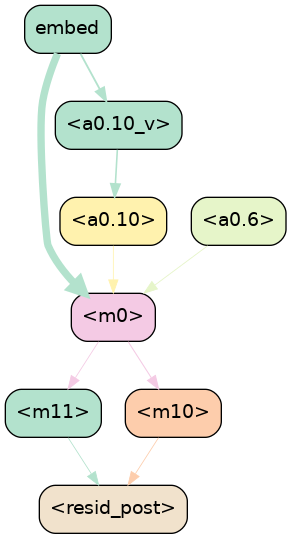 embed
<a0.10_v>
<a0.10> <a0.6>
<m0>
<m11> <m10>
<resid_post>